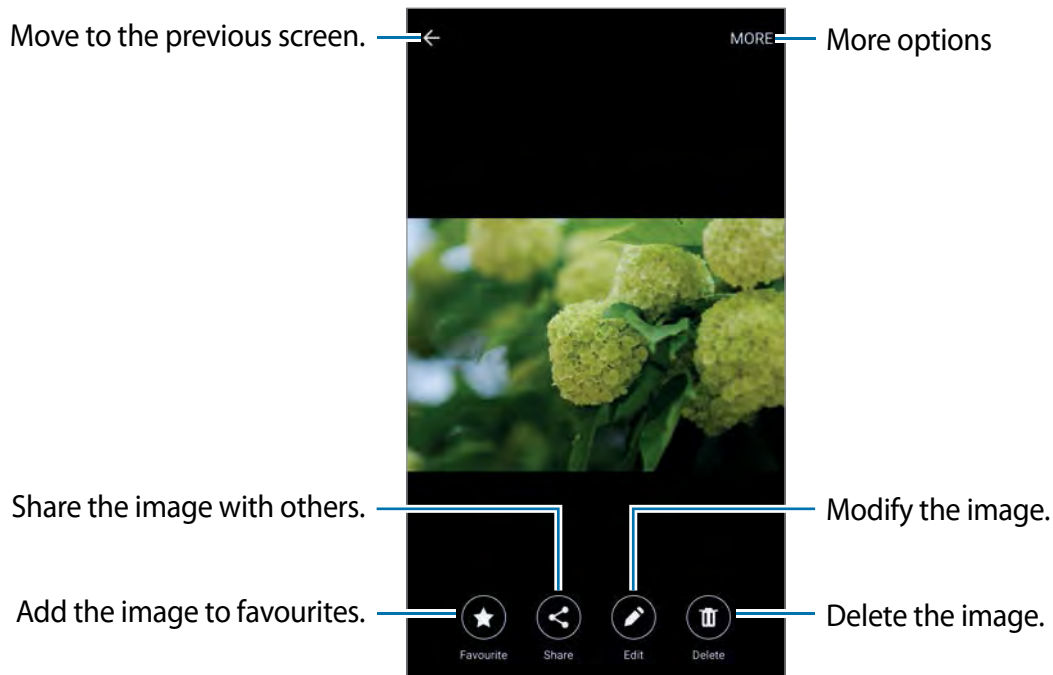 Move to the previous screen.
MORE
More options
Share the image with others.
Modify the image.
Add the image to favourites.
Delete the image.
Favourite
Share
Edit
Delete